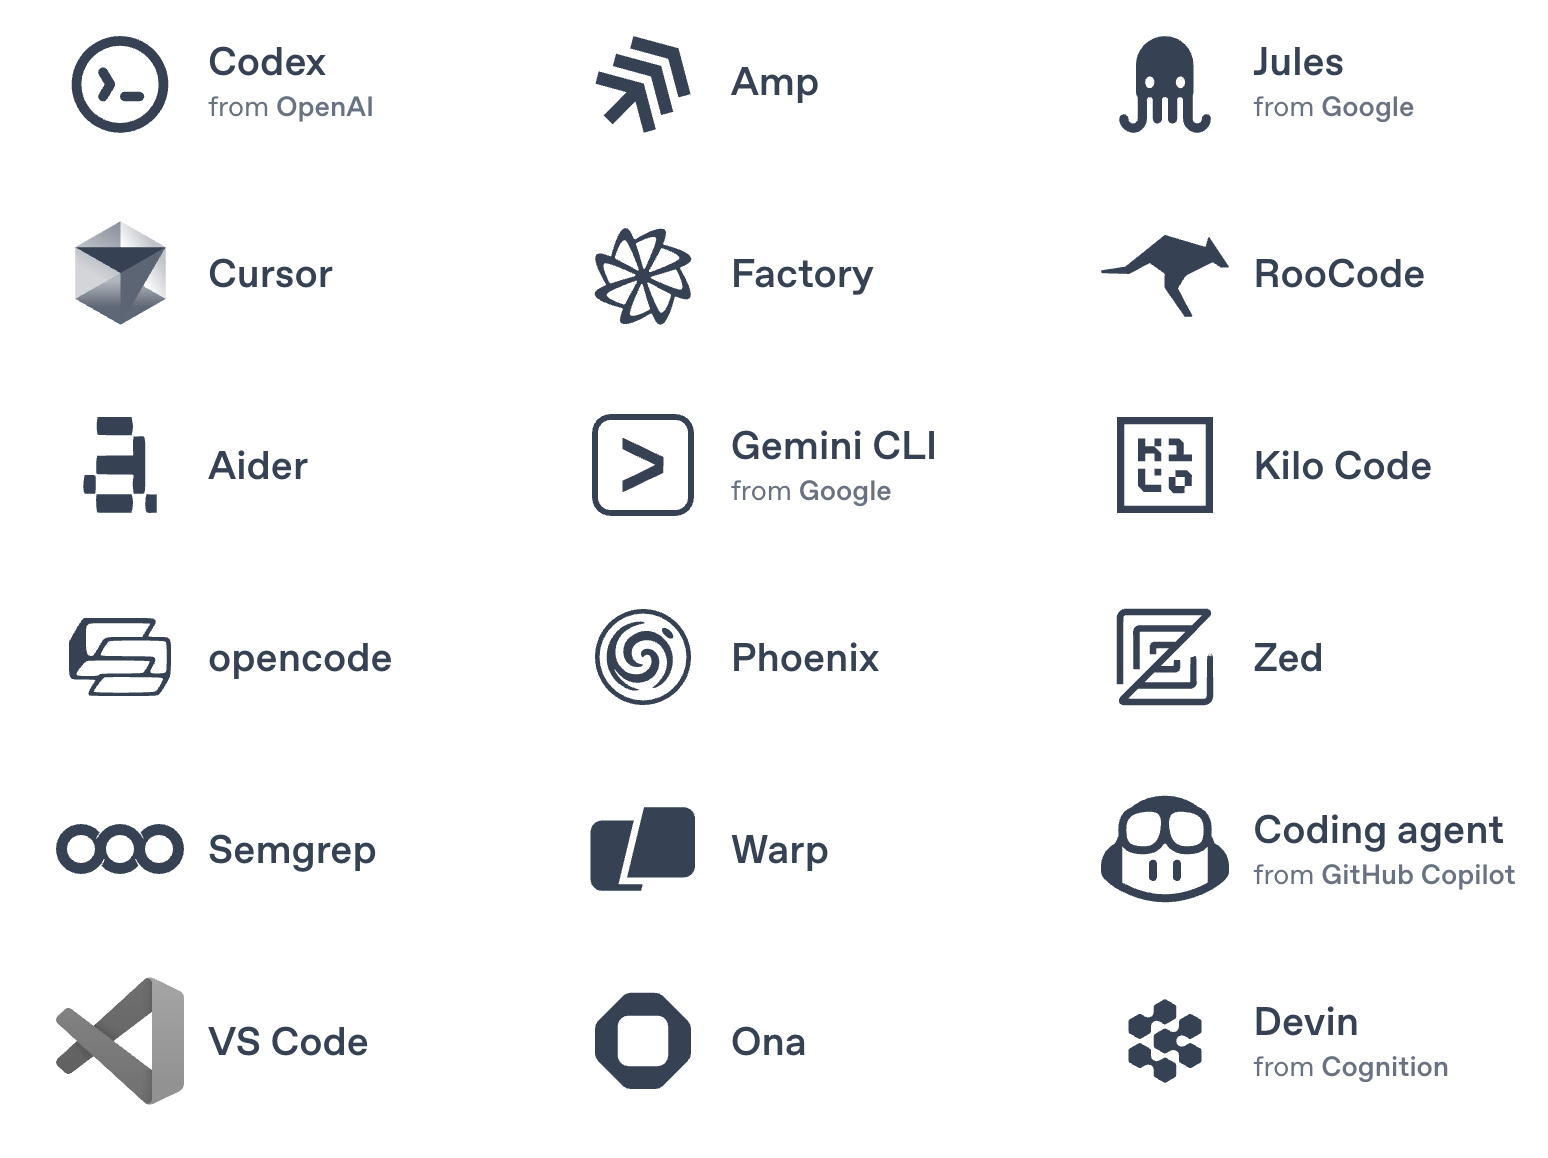 Codex
from OpenAI
Amp
Jules
from Google
Cursor
Factory
RooCode
Aider
Gemini CLI
from Google
Kilo Code
opencode
Phoenix
Zed
Semgrep
Warp
Coding agent
from GitHub Copilot
VS Code
Ona
Devin
from Cognition